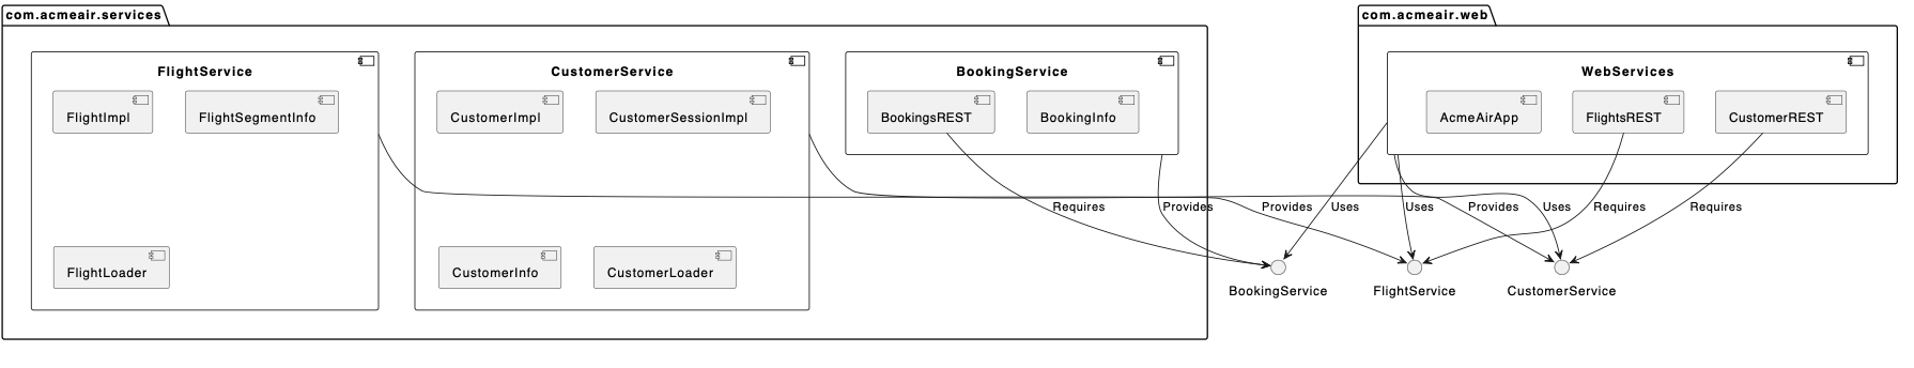 com.acmeair.services
com.acmeair.web
FlightService
CustomerService
BookingService
WebServices
FlightImpl
FlightSegmentInfo
CustomerImpl
CustomerSessionImpl
BookingsREST
BookingInfo
AcmeAirApp
FlightsREST
CustomerREST
Requires
Provides
Provides
Uses
Uses
Provides
Uses
Requires
Requires
FlightLoader
CustomerInfo
CustomerLoader
BookingService
FlightService
CustomerService